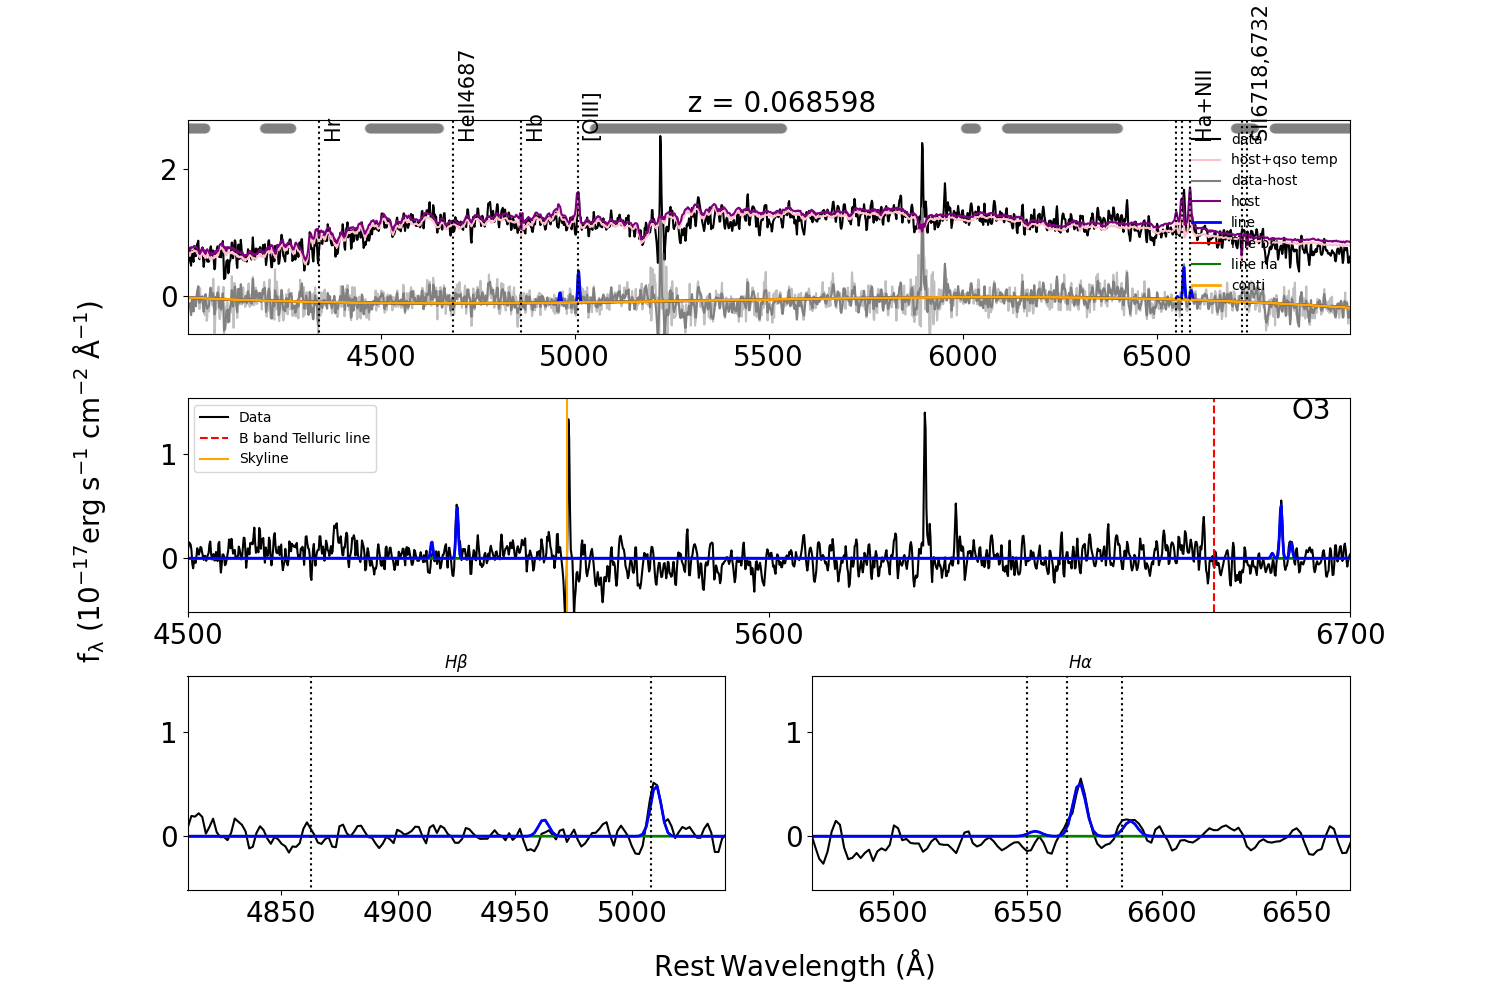 z = 0.068598
Hr
HeII4687
Hb
[OIII]
Ha+NII
SII6718,6732
data
host+qso temp
data-host
host
line
line na
conti
2
0
4500
5000
5500
6000
6500
f_λ (10⁻¹⁷erg s⁻¹ cm⁻² Å⁻¹)
O3
Data
B band Telluric line
Skyline
1
0
4500
5600
6700
Hβ
1
0
4850
4900
4950
5000
Hα
1
0
6500
6550
6600
6650
Rest Wavelength (Å)